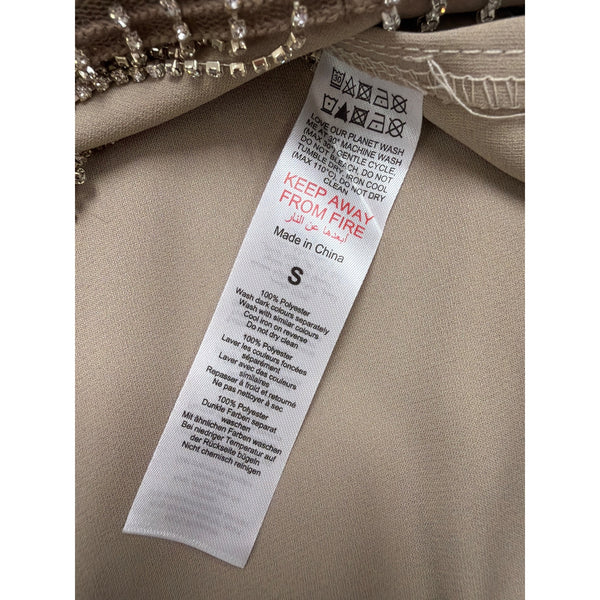 30
LOVE OUR PLANET WASH
ME AT 30° MACHINE WASH
(MAX 30° GENTLE CYCLE,
DO NOT BLEACH, DO NOT
TUMBLE DRY, IRON COOL
(MAX 110°C), DO NOT DRY
CLEAN
KEEP AWAY
FROM FIRE
أبعدها عن النار
Made in China
S
100% Polyester
Wash dark colours separately
Wash with similar colours
Cool iron on reverse
Do not dry clean
100% Polyester
Laver les couleurs foncées
séparément
Laver avec des couleurs
similaires
Repasser à froid et retourné
Ne pas nettoyer à sec
100% Polyester
Dunkle Farben separat
waschen
Mit ähnlichen Farben waschen
Bei niedriger Temperatur auf
der Rückseite bügeln
Nicht chemisch reinigen